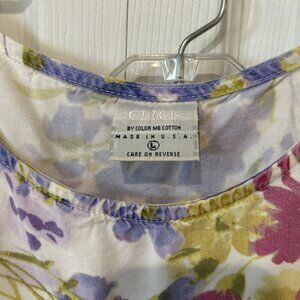 CLICK
BY COLOR ME COTTON
MADE IN U.S.A.
L
CARE ON REVERSE